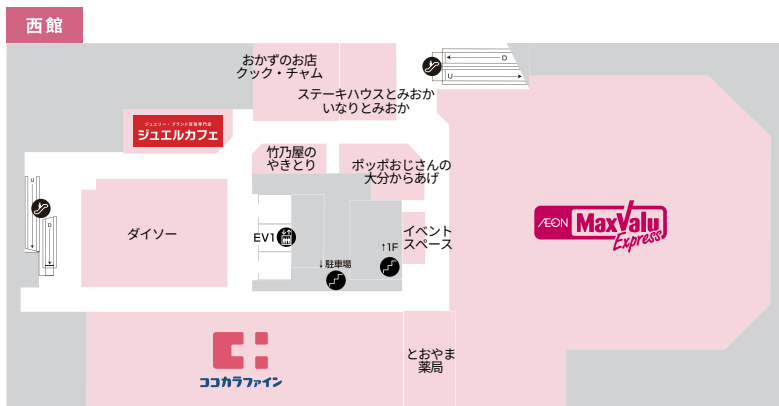 西館
おかずのお店
クック・チャム
ステーキハウスとみおか
いなりとみおか
D
U
ジュエリー・ブランド買取専門店
ジュエルカフェ
竹乃屋の
やきとり
ポッポおじさんの
大分からあげ
U
D
ダイソー
EV1
イベント
スペース
↑1F
↓駐車場
ÆON MaxValu
Express
ココカラファイン
とおやま
薬局